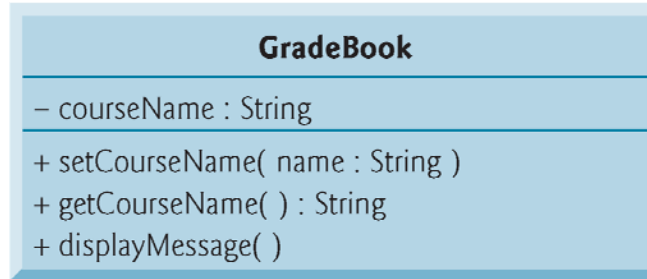 GradeBook
– courseName : String
+ setCourseName( name : String )
+ getCourseName( ) : String
+ displayMessage( )